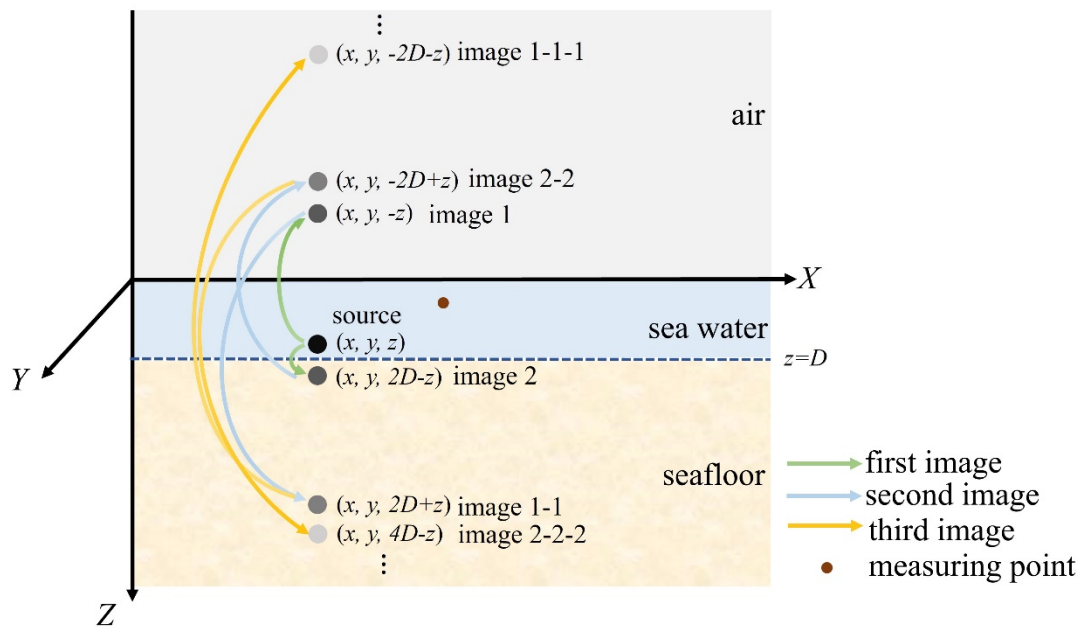 ⋮
(x, y, -2D-z) image 1-1-1
air
(x, y, -2D+z) image 2-2
(x, y, -z) image 1
X
source
sea water
(x, y, z)
z=D
Y
(x, y, 2D-z) image 2
first image
seafloor
second image
(x, y, 2D+z) image 1-1
third image
(x, y, 4D-z) image 2-2-2
⋮
measuring point
Z